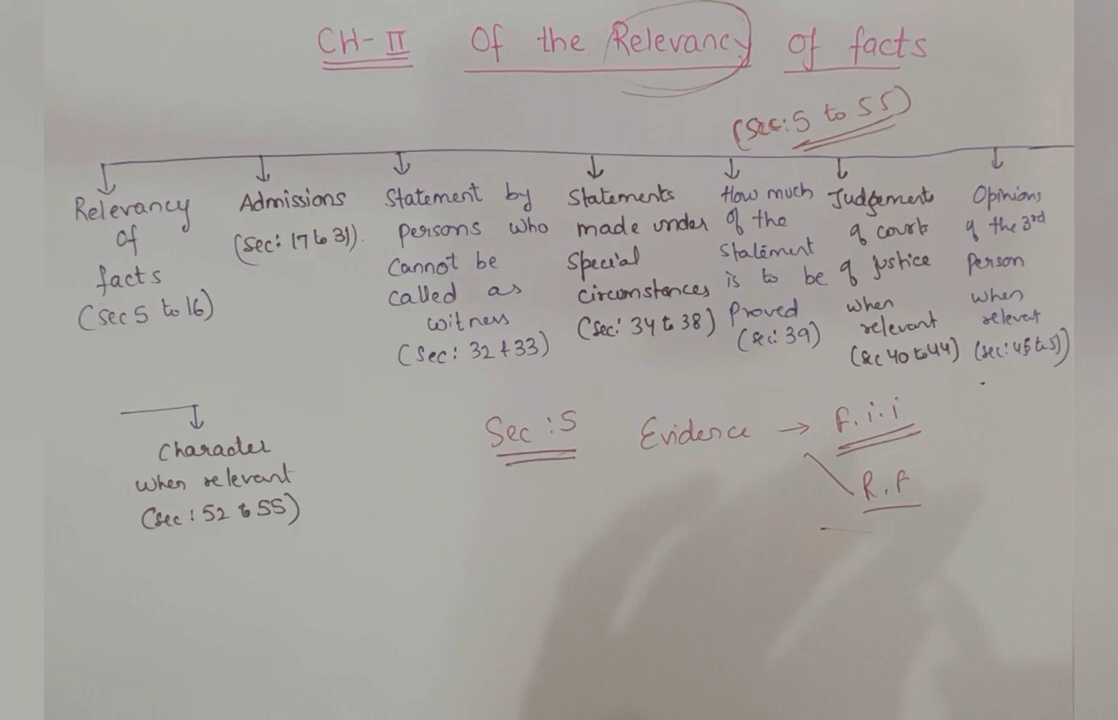 CH-II Of the Relevancy of facts
(Sec: 5 to 55)
Relevancy
of
facts
(Sec 5 to 16)
Admissions
(Sec: 17 to 31)
Statement by
persons who
cannot be
called as
witness
(Sec: 32 + 33)
Statements
made under
Special
circumstances
(Sec: 34 to 38)
How much
of the
Statement
is to be
Proved
(Sec: 39)
Judgements
of court
of justice
when
relevant
(Sec 40 to 44)
Opinions
of the 3rd
Person
when
relevent
(Sec: 45 to 51)
Character
when relevant
(Sec: 52 to 55)
Sec: 5 Evidence → F.i.i
R.F